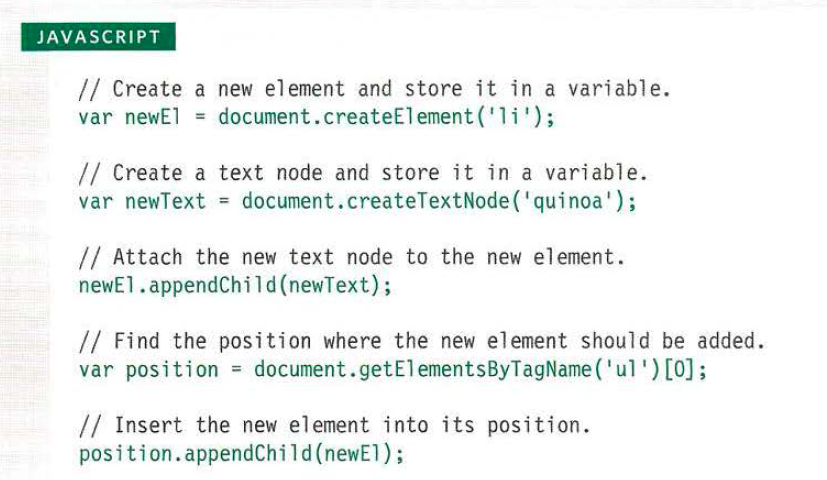 JAVASCRIPT
// Create a new element and store it in a variable.
var newEl = document.createElement('li');
// Create a text node and store it in a variable.
var newText = document.createTextNode('quinoa');
// Attach the new text node to the new element.
newEl.appendChild(newText);
// Find the position where the new element should be added.
var position = document.getElementsByTagName('ul')[0];
// Insert the new element into its position.
position.appendChild(newEl);